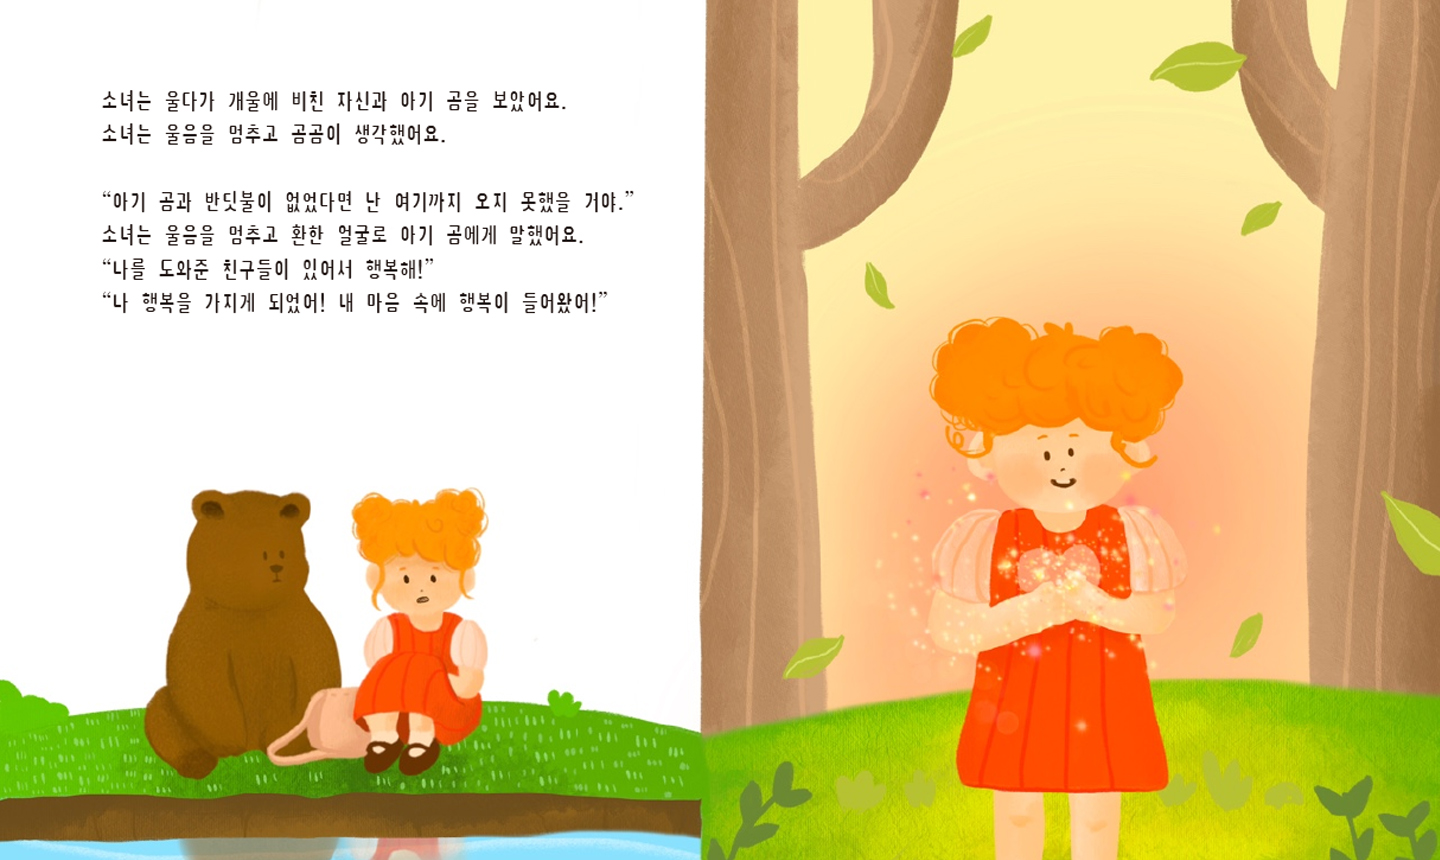 소녀는 울다가 개울에 비친 자신과 아기 곰을 보았어요.
소녀는 울음을 멈추고 곰곰이 생각했어요.
“아기 곰과 반딧불이 없었다면 난 여기까지 오지 못했을 거야.”
소녀는 울음을 멈추고 환한 얼굴로 아기 곰에게 말했어요.
“나를 도와준 친구들이 있어서 행복해!”
“나 행복을 가지게 되었어! 내 마음 속에 행복이 들어왔어!”